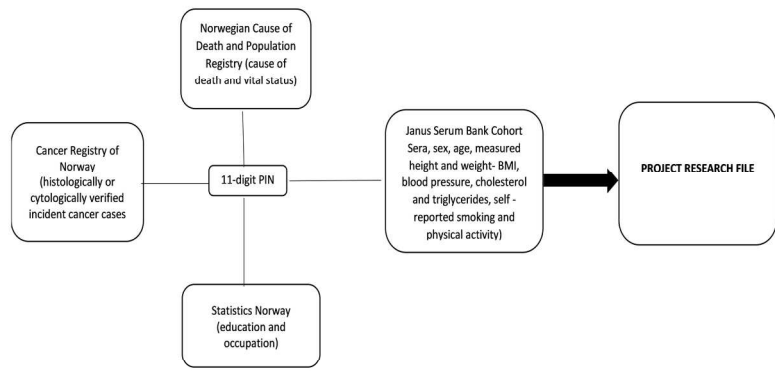 Norwegian Cause of
Death and Population
Registry (cause of
death and vital status)
Cancer Registry of
Norway
(histologically or
cytologically verified
incident cancer cases
11-digit PIN
Janus Serum Bank Cohort
Sera, sex, age, measured
height and weight- BMI,
blood pressure, cholesterol
and triglycerides, self -
reported smoking and
physical activity)
PROJECT RESEARCH FILE
Statistics Norway
(education and
occupation)